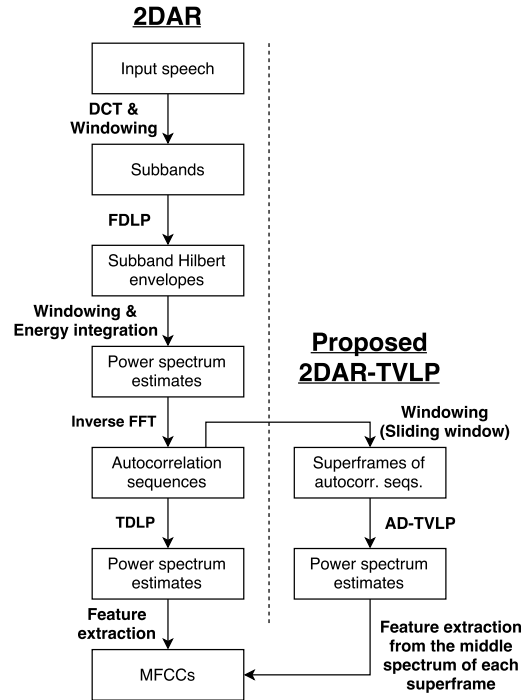 2DAR
Input speech
DCT &
Windowing
Subbands
FDLP
Subband Hilbert
envelopes
Windowing &
Energy integration
Power spectrum
estimates
Inverse FFT
Autocorrelation
sequences
TDLP
Power spectrum
estimates
Feature
extraction
MFCCs
Proposed
2DAR-TVLP
Windowing
(Sliding window)
Superframes of
autocorr. seqs.
AD-TVLP
Power spectrum
estimates
Feature extraction
from the middle
spectrum of each
superframe